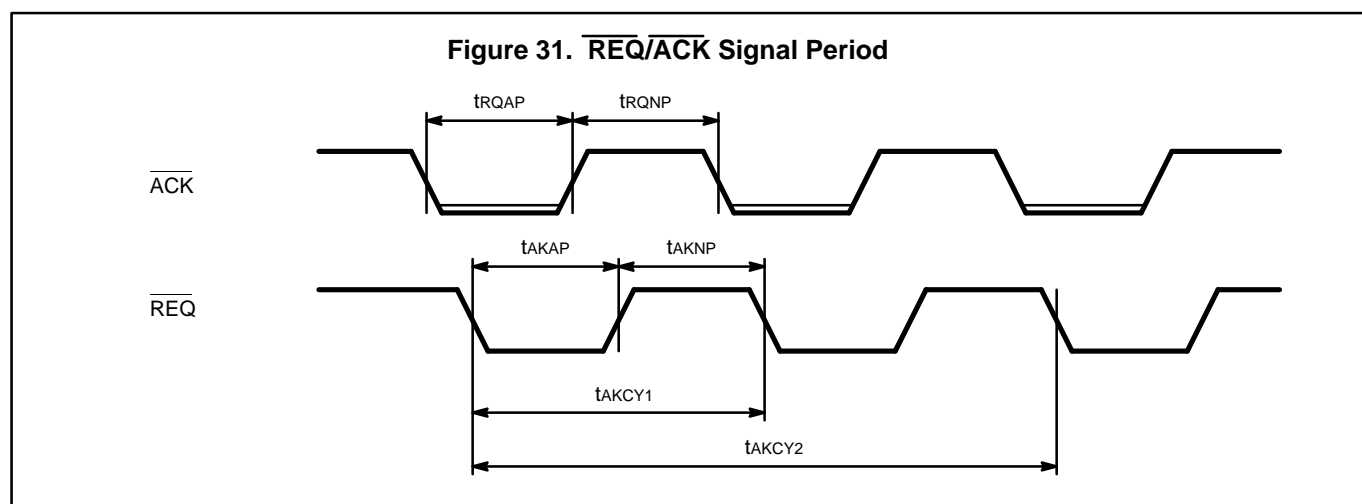 Figure 31. REQ/ACK Signal Period
tRQAP tRQNP
ACK
tAKAP tAKNP
REQ
tAKCY1
tAKCY2